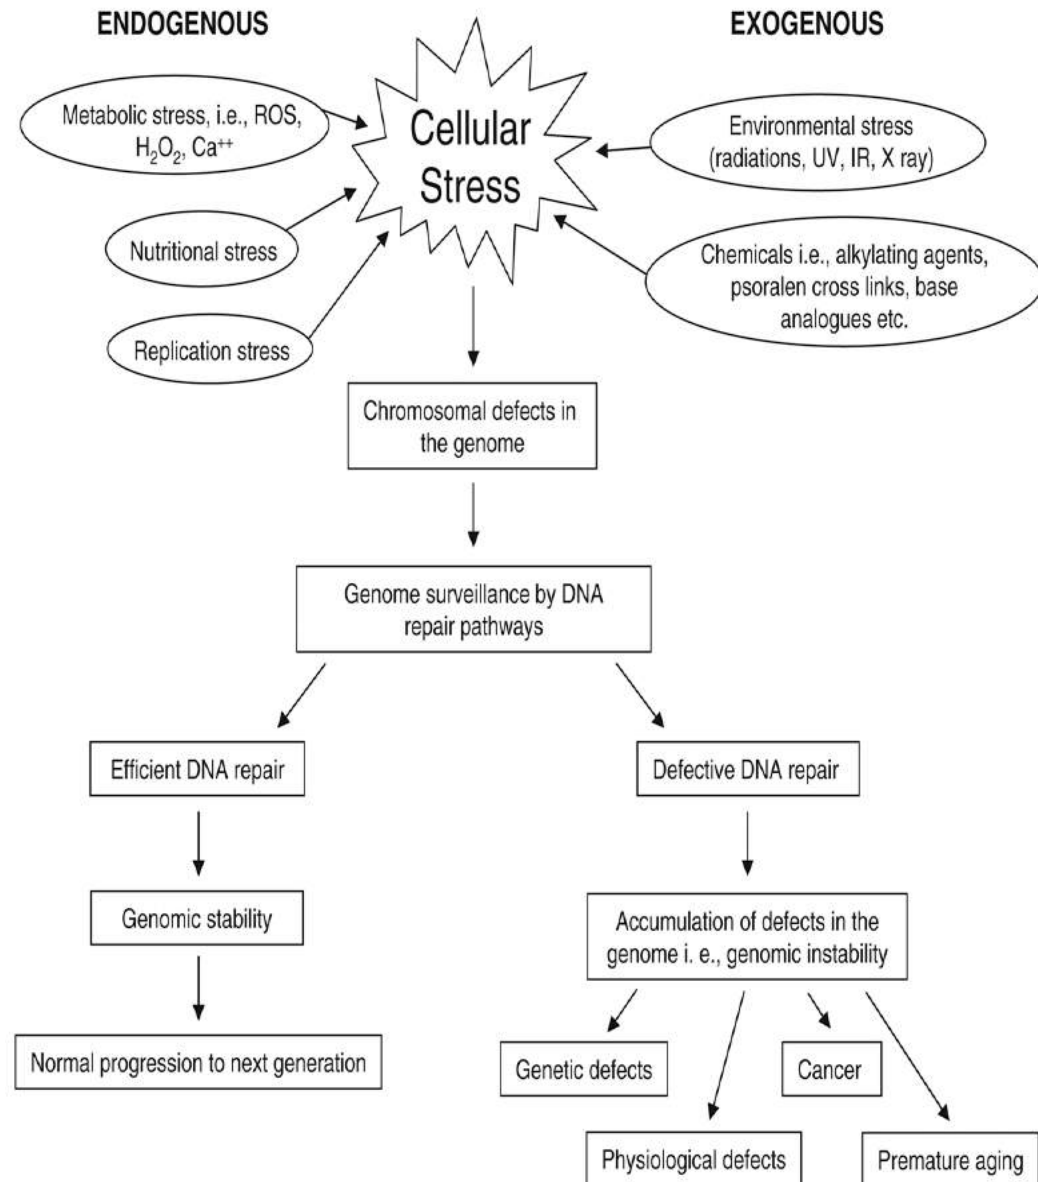 ENDOGENOUS
EXOGENOUS
Metabolic stress, i.e., ROS,
H₂O₂, Ca⁺⁺
Cellular
Stress
Environmental stress
(radiations, UV, IR, X ray)
Nutritional stress
Chemicals i.e., alkylating agents,
psoralen cross links, base
analogues etc.
Replication stress
Chromosomal defects in
the genome
Genome surveillance by DNA
repair pathways
Efficient DNA repair
Defective DNA repair
Genomic stability
Accumulation of defects in the
genome i. e., genomic instability
Normal progression to next generation
Genetic defects
Cancer
Physiological defects
Premature aging